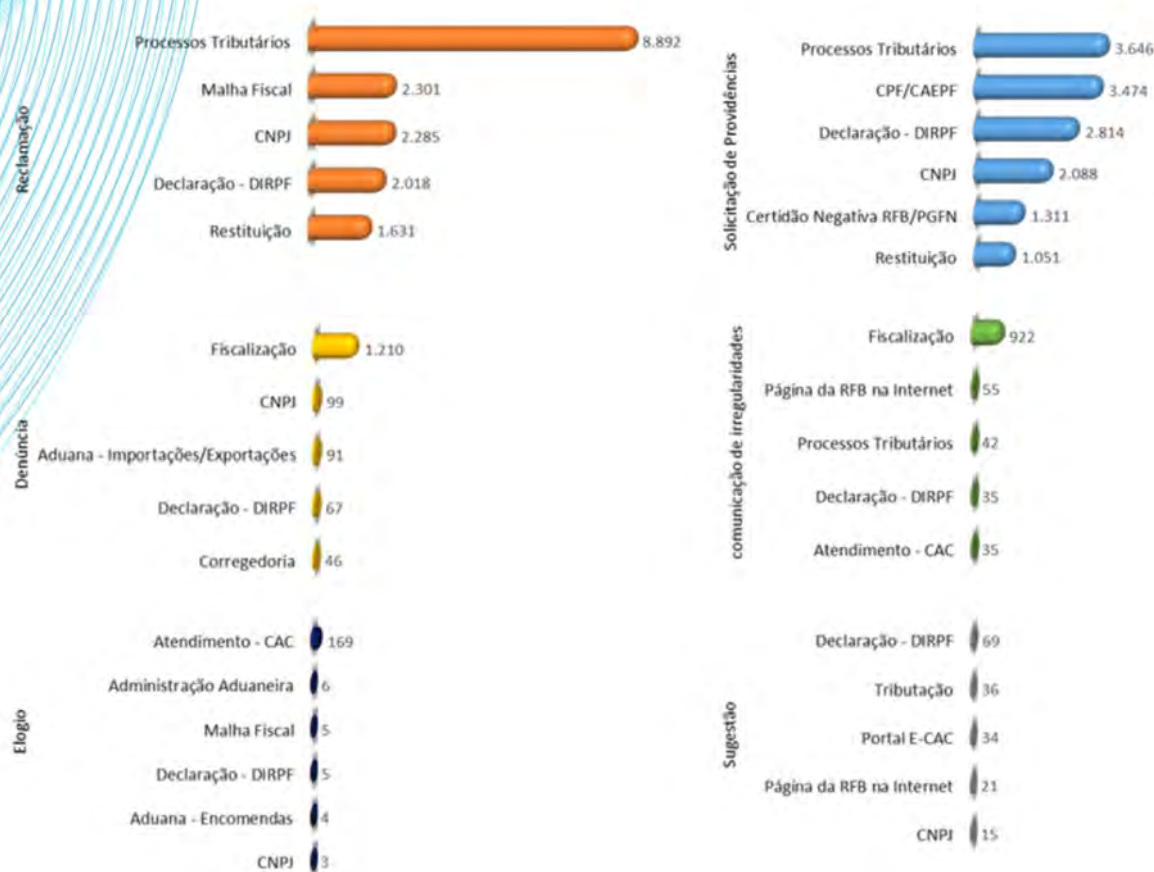 Reclamação
Processos Tributários 8.892
Malha Fiscal 2.301
CNPJ 2.285
Declaração - DIRPF 2.018
Restituição 1.631
Solicitação de Providências
Processos Tributários 3.646
CPF/CAEPF 3.474
Declaração - DIRPF 2.814
CNPJ 2.088
Certidão Negativa RFB/PGFN 1.311
Restituição 1.051
Denúncia
Fiscalização 1.210
CNPJ 99
Aduana - Importações/Exportações 91
Declaração - DIRPF 67
Corregedoria 46
comunicação de irregularidades
Fiscalização 922
Página da RFB na Internet 55
Processos Tributários 42
Declaração - DIRPF 35
Atendimento - CAC 35
Elogio
Atendimento - CAC 169
Administração Aduaneira 6
Malha Fiscal 5
Declaração - DIRPF 5
Aduana - Encomendas 4
CNPJ 3
Sugestão
Declaração - DIRPF 69
Tributação 36
Portal E-CAC 34
Página da RFB na Internet 21
CNPJ 15